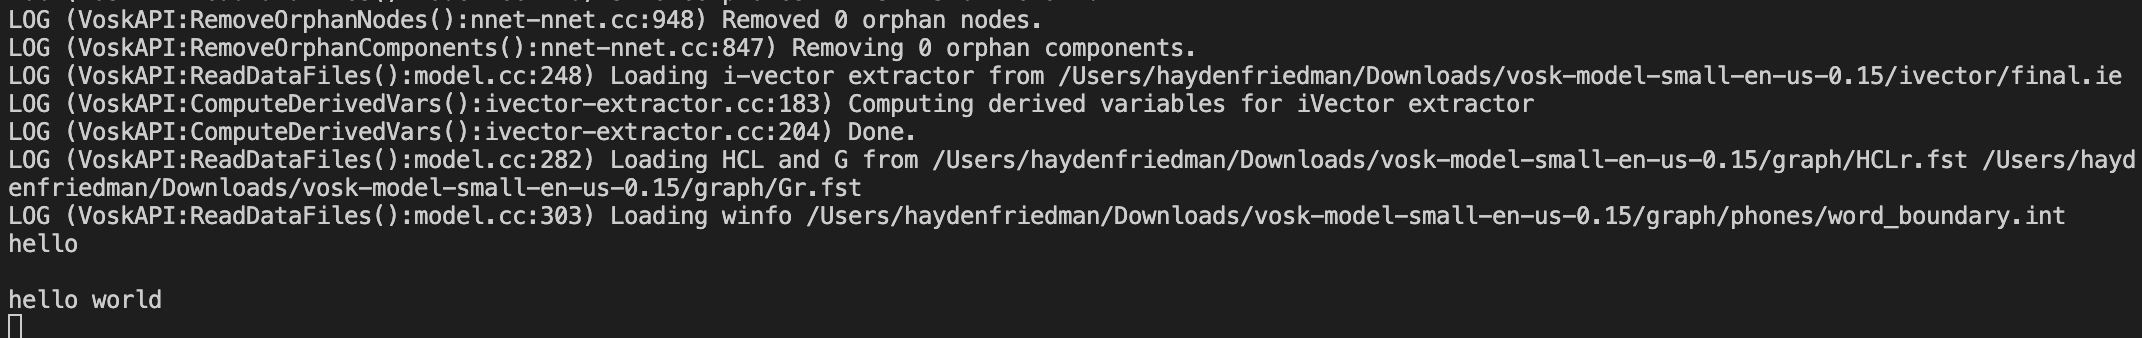 LOG (VoskAPI:RemoveOrphanNodes():nnet-nnet.cc:948) Removed 0 orphan nodes.
LOG (VoskAPI:RemoveOrphanComponents():nnet-nnet.cc:847) Removing 0 orphan components.
LOG (VoskAPI:ReadDataFiles():model.cc:248) Loading i-vector extractor from /Users/haydenfriedman/Downloads/vosk-model-small-en-us-0.15/ivector/final.ie
LOG (VoskAPI:ComputeDerivedVars():ivector-extractor.cc:183) Computing derived variables for iVector extractor
LOG (VoskAPI:ComputeDerivedVars():ivector-extractor.cc:204) Done.
LOG (VoskAPI:ReadDataFiles():model.cc:282) Loading HCL and G from /Users/haydenfriedman/Downloads/vosk-model-small-en-us-0.15/graph/HCLr.fst /Users/hayd
enfriedman/Downloads/vosk-model-small-en-us-0.15/graph/Gr.fst
LOG (VoskAPI:ReadDataFiles():model.cc:303) Loading winfo /Users/haydenfriedman/Downloads/vosk-model-small-en-us-0.15/graph/phones/word_boundary.int
hello
hello world